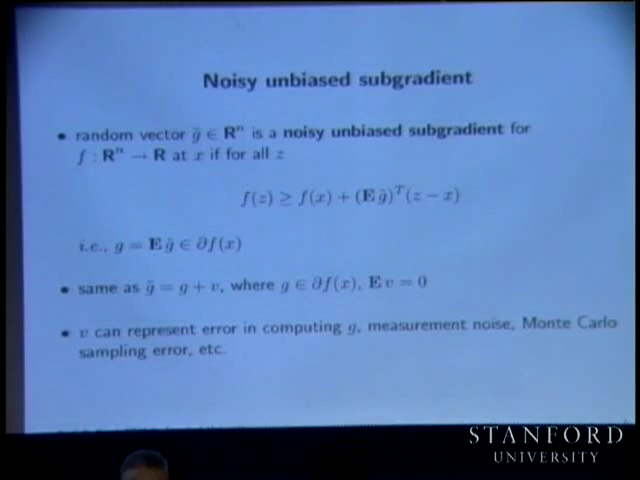 Noisy unbiased subgradient
• random vector g̃ ∈ Rⁿ is a noisy unbiased subgradient for
f : Rⁿ → R at x if for all z
f(z) ≥ f(x) + (E g̃)ᵀ(z − x)
i.e., g = E g̃ ∈ ∂f(x)
• same as g̃ = g + v, where g ∈ ∂f(x), E v = 0
• v can represent error in computing g, measurement noise, Monte Carlo
sampling error, etc.
STANFORD
UNIVERSITY